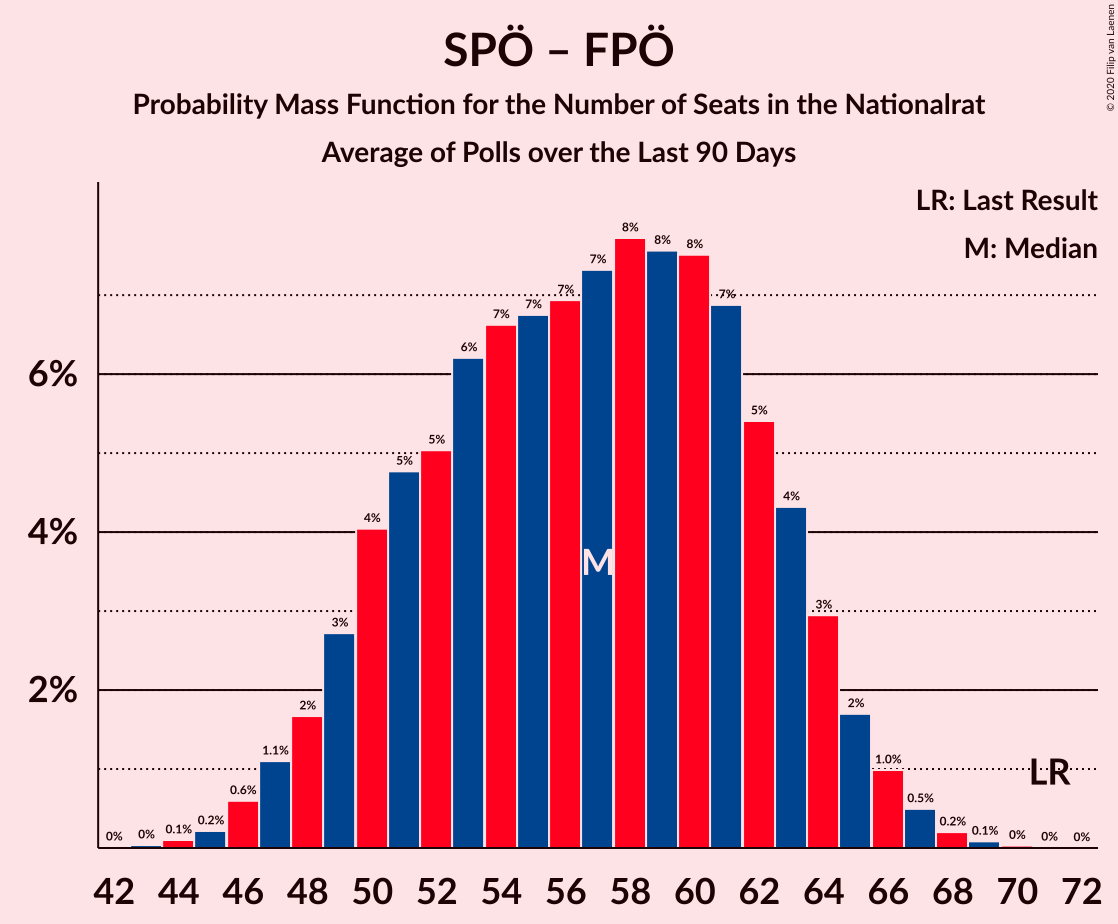 SPÖ – FPÖ
Probability Mass Function for the Number of Seats in the Nationalrat
Average of Polls over the Last 90 Days
© 2020 Filip van Laenen
LR: Last Result
M: Median
6%
4%
2%
0% 0% 0.1% 0.2% 0.6% 1.1% 2% 3% 4% 5% 5% 6% 7% 7% 7% 7% 8% 8% 8% 7% 5% 4% 3% 2% 1.0% 0.5% 0.2% 0.1% 0% 0% 0%
M
LR
42 44 46 48 50 52 54 56 58 60 62 64 66 68 70 72